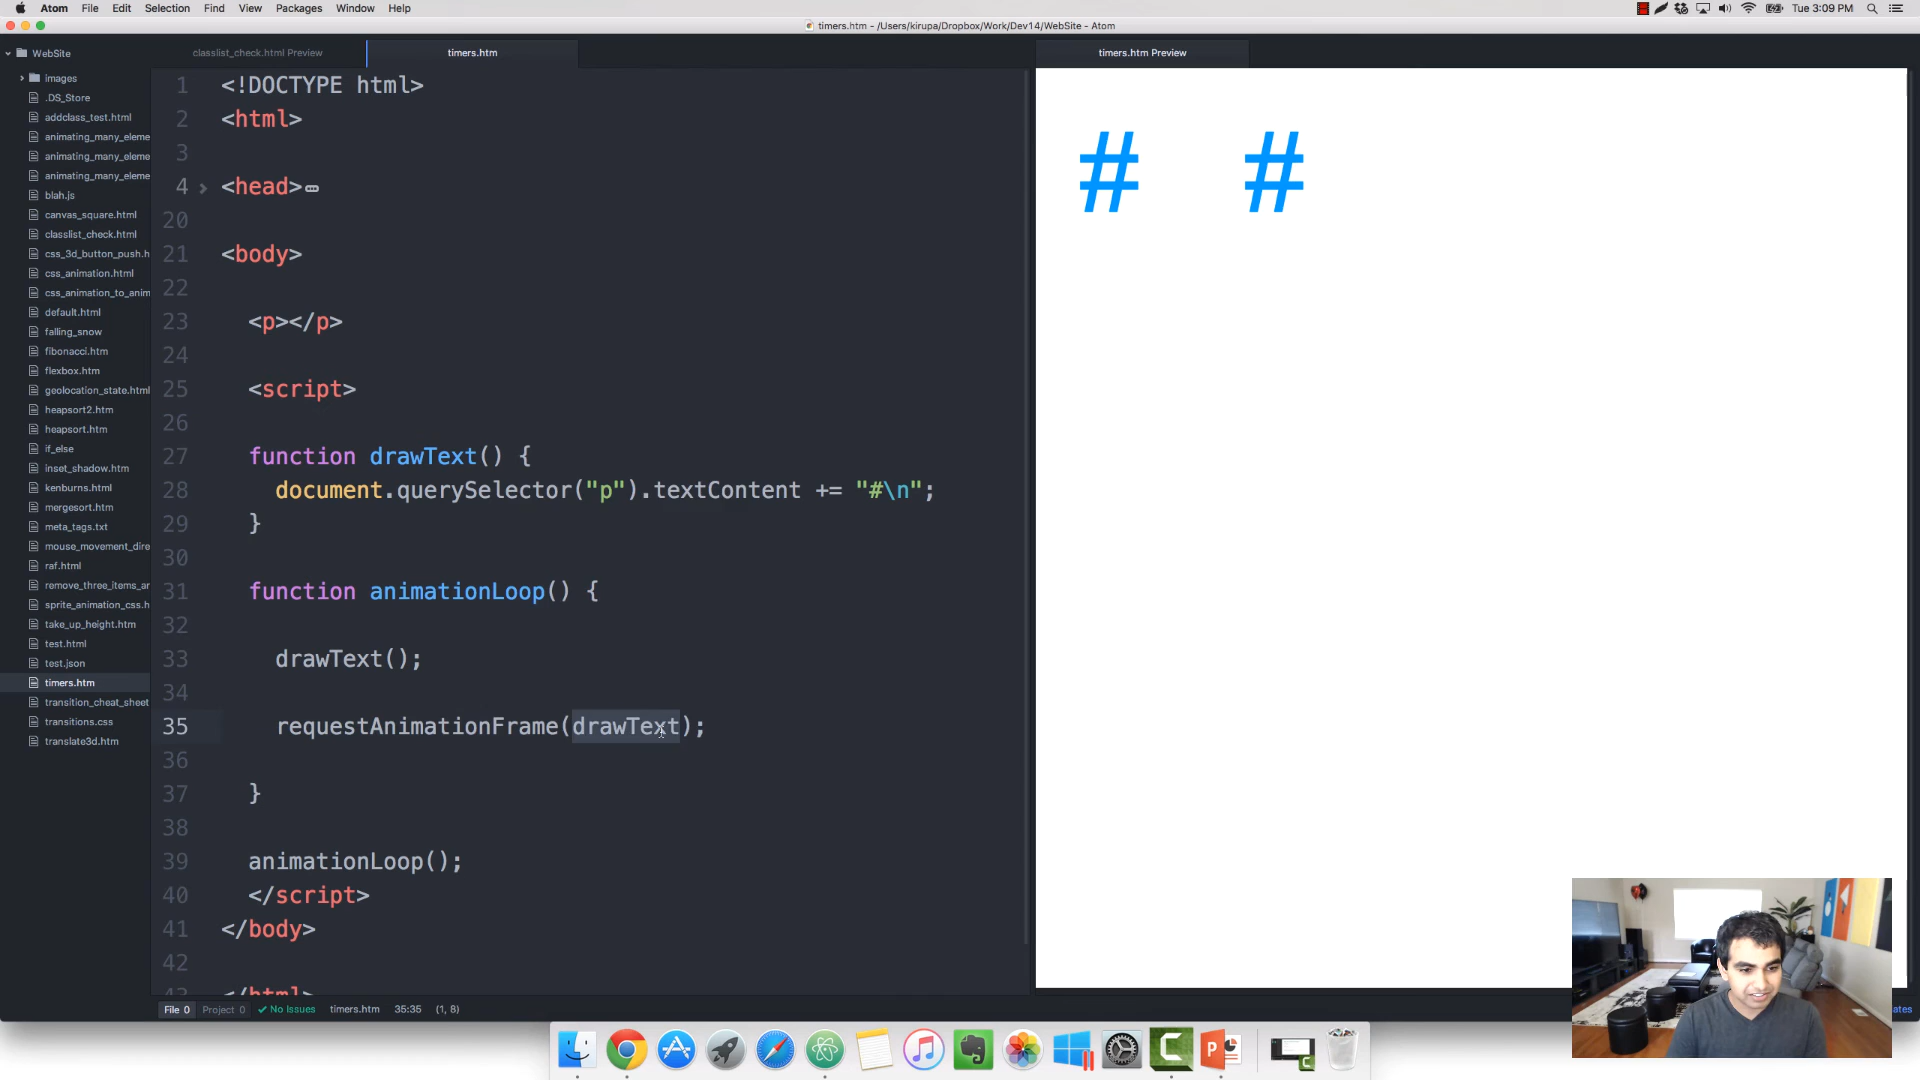 Atom File Edit View Selection Find Packages Window Help
Tue 3:09 PM
timers.htm - /Users/kirupa/Dropbox/Work/Dev14/WebSite - Atom
WebSite
images
.DS_Store
addclass_test.html
animating_many_eleme
animating_many_eleme
animating_many_eleme
blah.js
canvas_square.html
classlist_check.html
css_3d_button_push.h
css_animation.html
css_animation_to_anim
default.html
falling_snow
fibonacci.htm
flexbox.htm
geolocation_state.html
heapsort2.htm
heapsort.htm
if_else
inset_shadow.htm
kenburns.html
mergesort.htm
meta_tags.txt
mouse_movement_dire
raf.html
remove_three_items_ar
sprite_animation_css.h
take_up_height.htm
test.html
test.json
timers.htm
transition_cheat_sheet
transitions.css
translate3d.htm
classlist_check.html Preview
timers.htm
1 <!DOCTYPE html>
2 <html>
3
4 <head>
20
21 <body>
22
23 <p></p>
24
25 <script>
26
27 function drawText() {
28 document.querySelector("p").textContent += "#\n";
29 }
30
31 function animationLoop() {
32
33 drawText();
34
35 requestAnimationFrame(drawText);
36
37 }
38
39 animationLoop();
40 </script>
41 </body>
42
43 </html>
File 0 Project 0 No Issues timers.htm 35:35 (1, 8)
timers.htm Preview
# #
ates